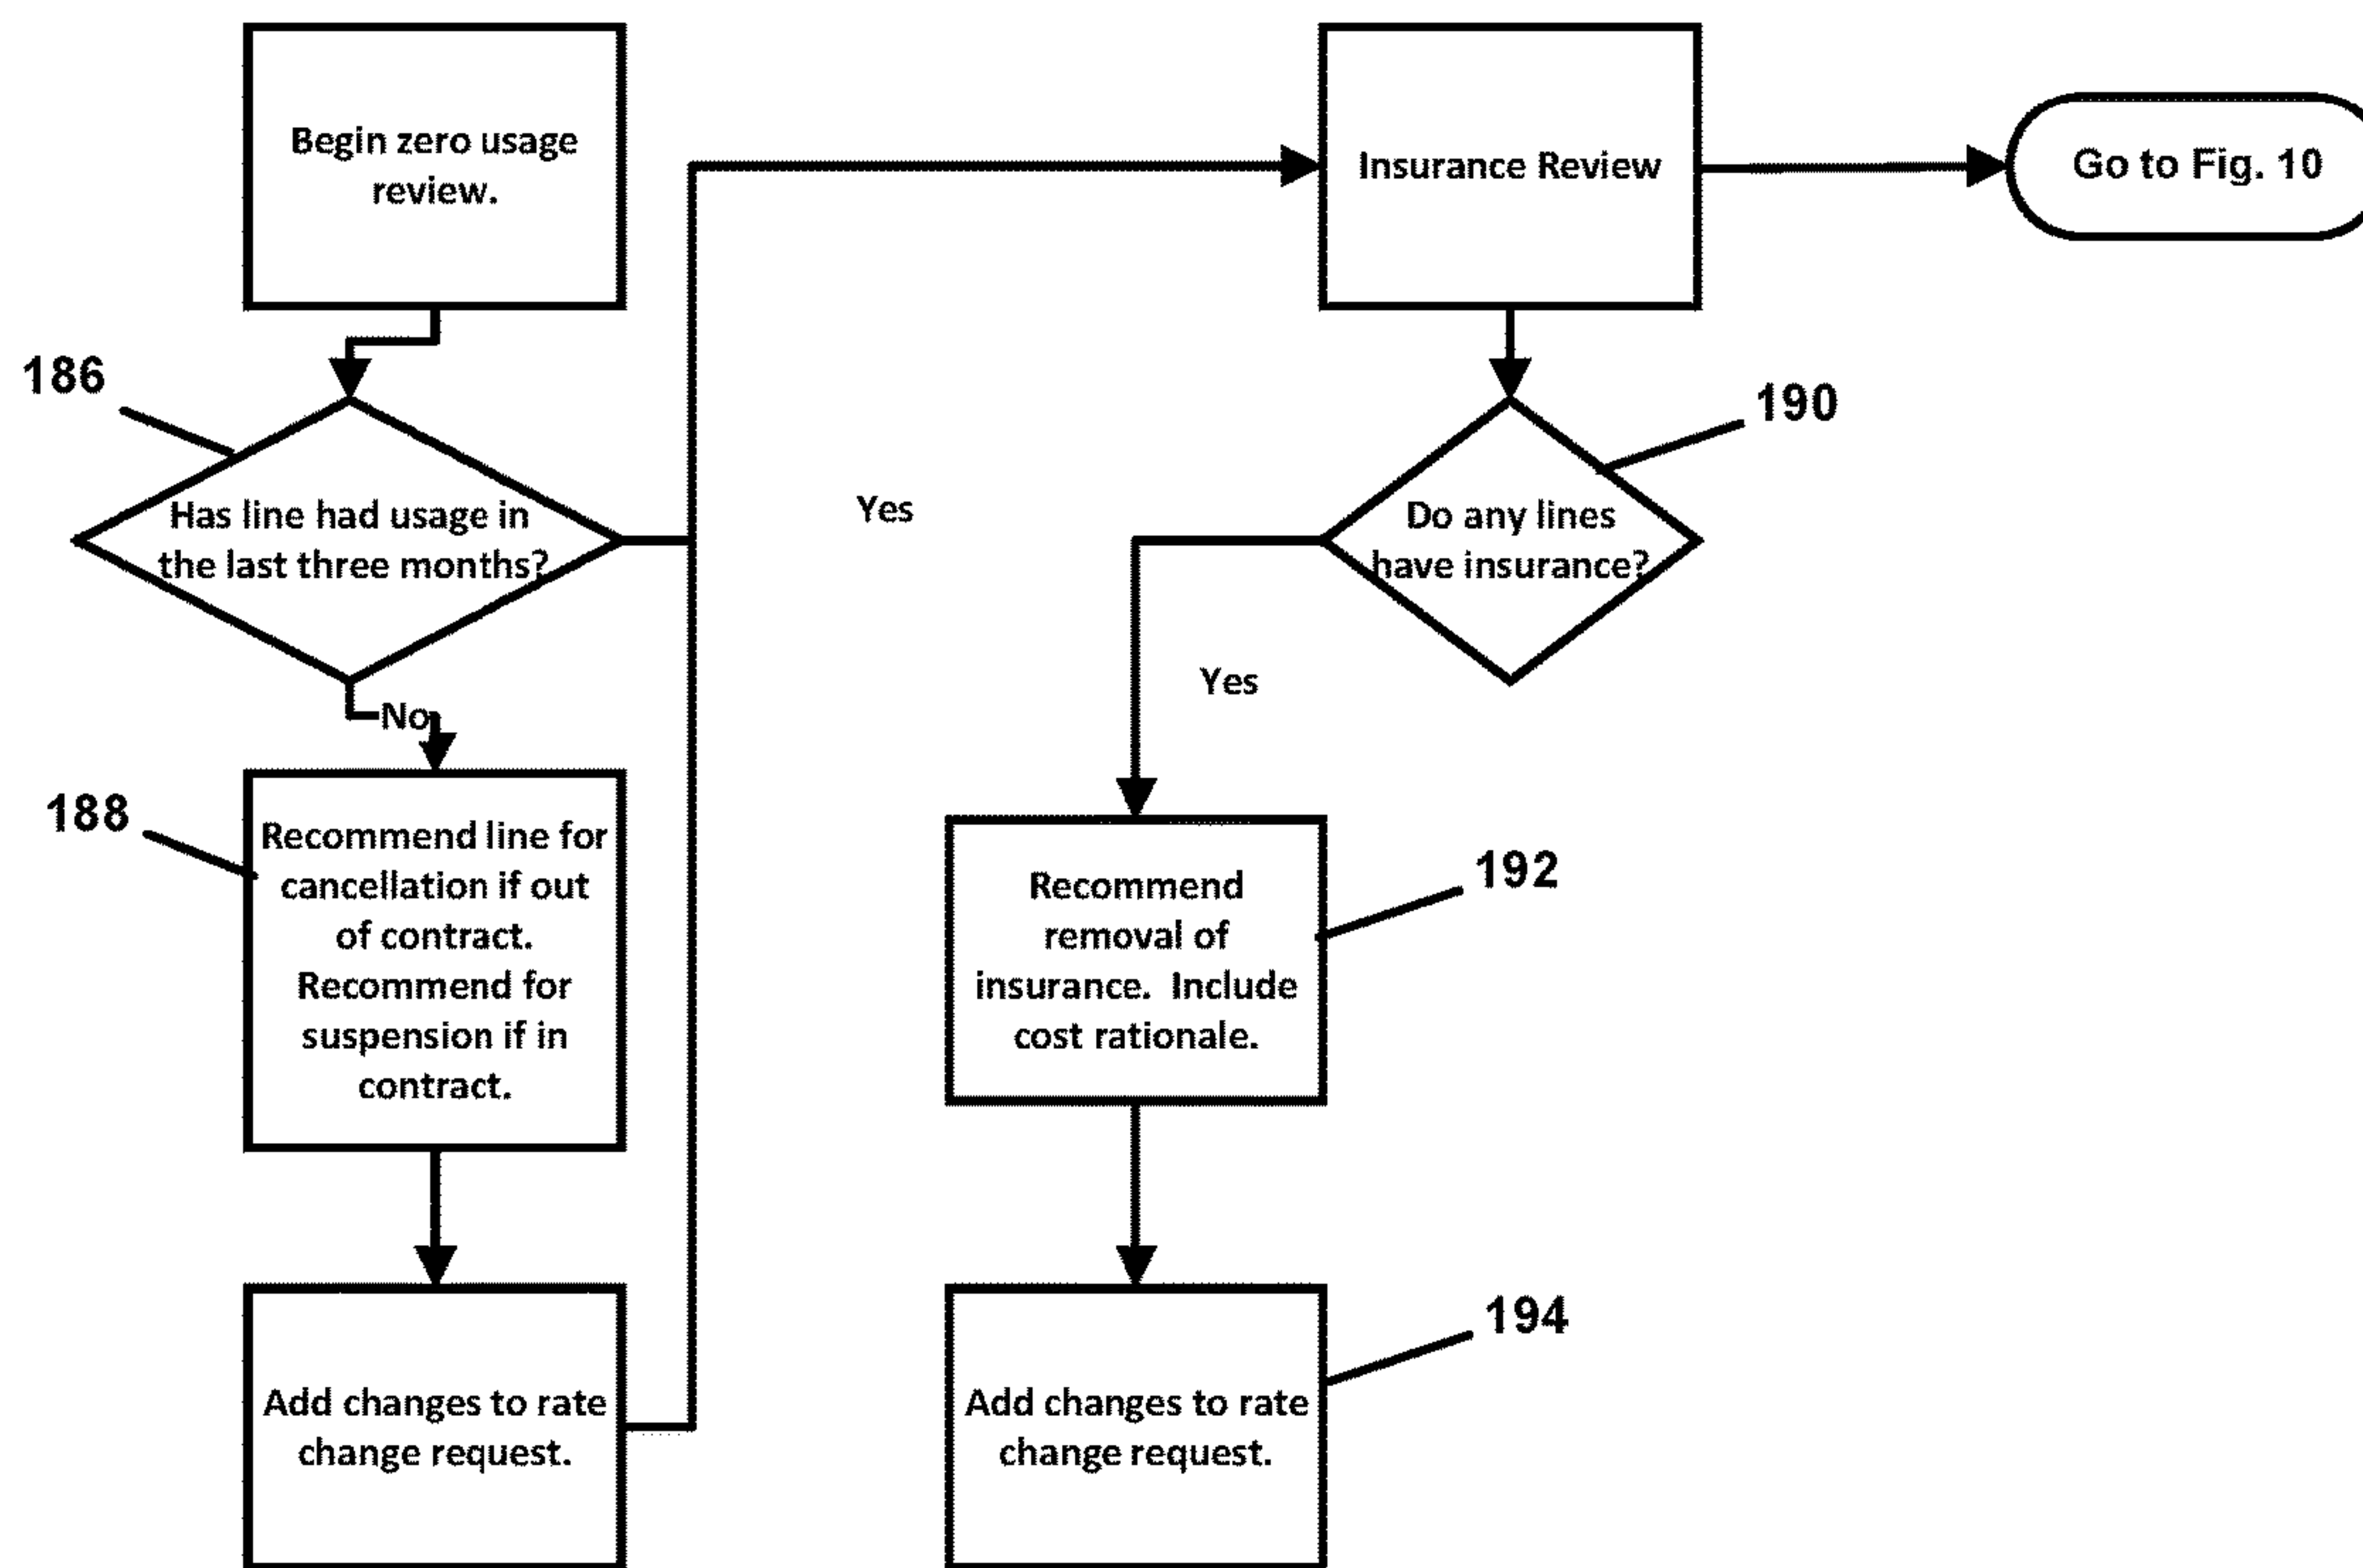 Begin zero usage
review.
Insurance Review
Go to Fig. 10
186
Has line had usage in
the last three months?
Yes
190
Do any lines
have insurance?
No
Yes
188
Recommend line for
cancellation if out
of contract.
Recommend for
suspension if in
contract.
192
Recommend
removal of
insurance.  Include
cost rationale.
Add changes to rate
change request.
194
Add changes to rate
change request.